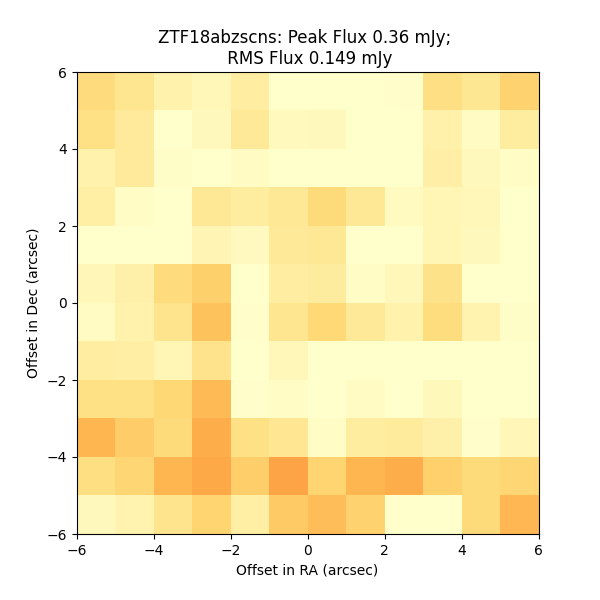 ZTF18abzscns: Peak Flux 0.36 mJy;
RMS Flux 0.149 mJy
6
4
2
0
−2
−4
−6
Offset in Dec (arcsec)
−6 −4 −2 0 2 4 6
Offset in RA (arcsec)